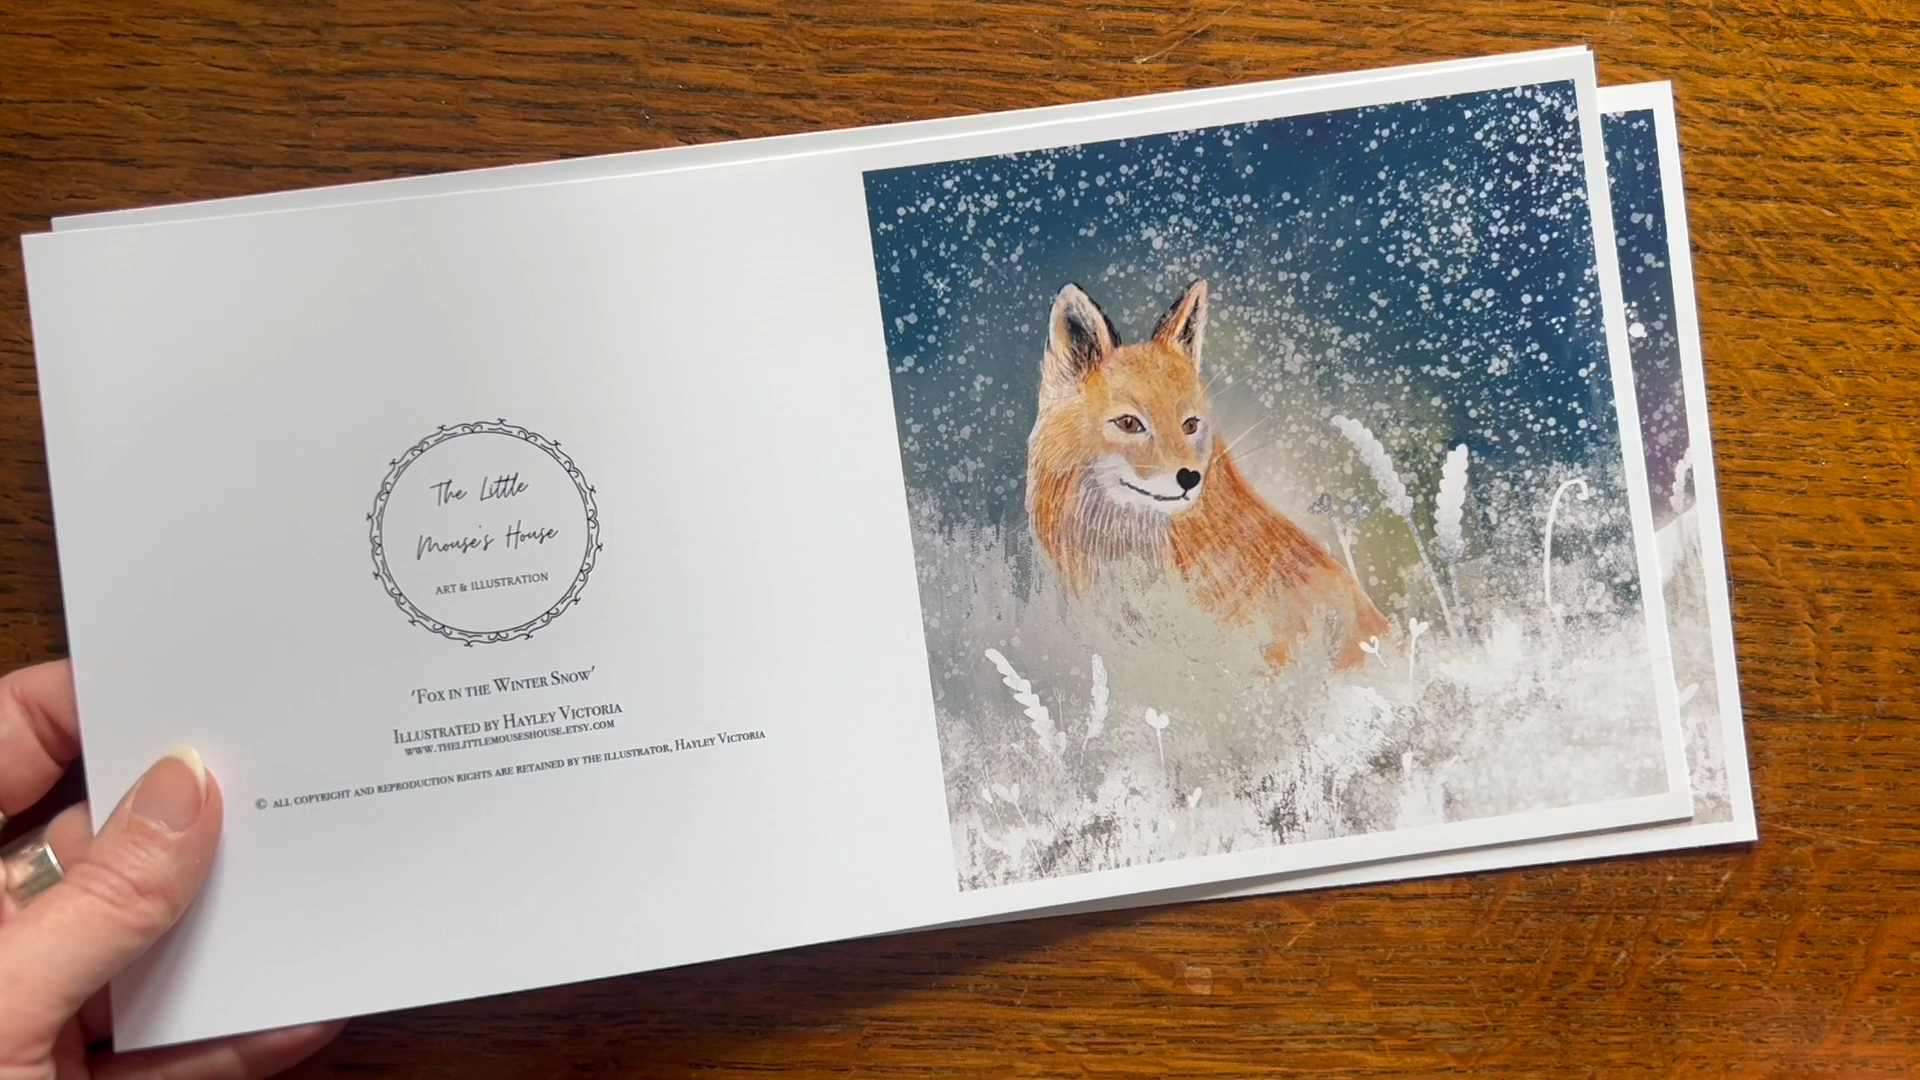 The Little
Mouse's House
ART & ILLUSTRATION
'Fox in the Winter Snow'
Illustrated by Hayley Victoria
www.thelittlemouseshouse.etsy.com
© all copyright and reproduction rights are retained by the illustrator, Hayley Victoria